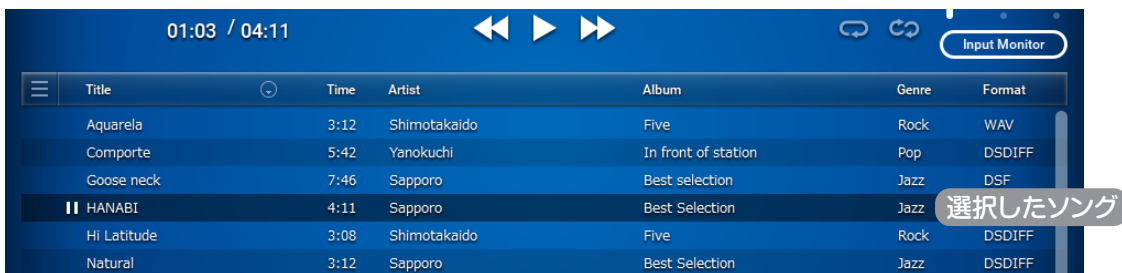 01:03 / 04:11
Input Monitor
Title Time Artist Album Genre Format
Aquarela 3:12 Shimotakaido Five Rock WAV
Comporte 5:42 Yanokuchi In front of station Pop DSDIFF
Goose neck 7:46 Sapporo Best selection Jazz DSF
HANABI 4:11 Sapporo Best Selection Jazz 選択したソング
Hi Latitude 3:08 Shimotakaido Five Rock DSDIFF
Natural 3:12 Sapporo Best Selection Jazz DSDIFF